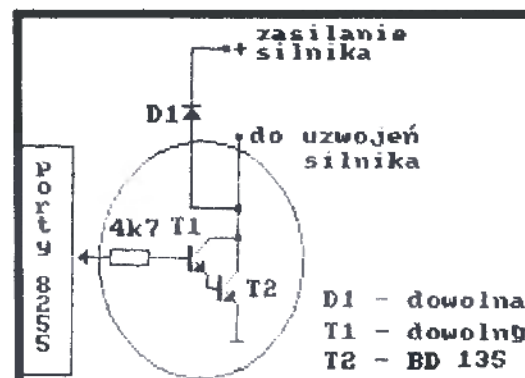 + zasilanie
silnika
D1
do uzwojeń
silnika
Porty 8255
4k7
T1
T2
D1 - dowolna
T1 - dowolny
T2 - BD 135